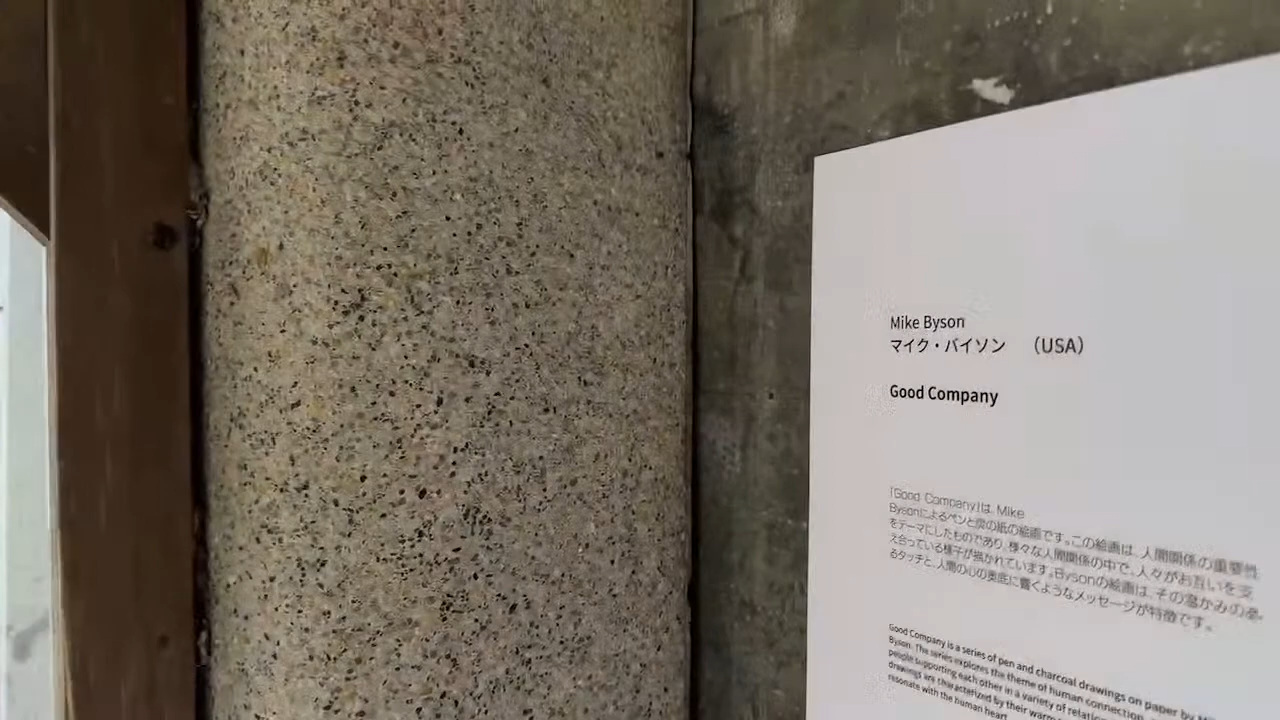 Mike Byson
マイク・バイソン （USA）
Good Company
「Good Company」は、Mike
Bysonによるペンと炭の紙の絵画です。この絵画は、人間関係の重要性
をテーマにしたものであり、様々な人間関係の中で、人々がお互いを支
え合っている様子が描かれています。Bysonの絵画は、その温かみのあ
るタッチと、人間の心の奥底に響くようなメッセージが特徴です。
Good Company is a series of pen and charcoal drawings on paper by
Byson. The series explores the theme of human connection
people supporting each other in a variety of
drawings are characterized by their warm
resonate with the human heart